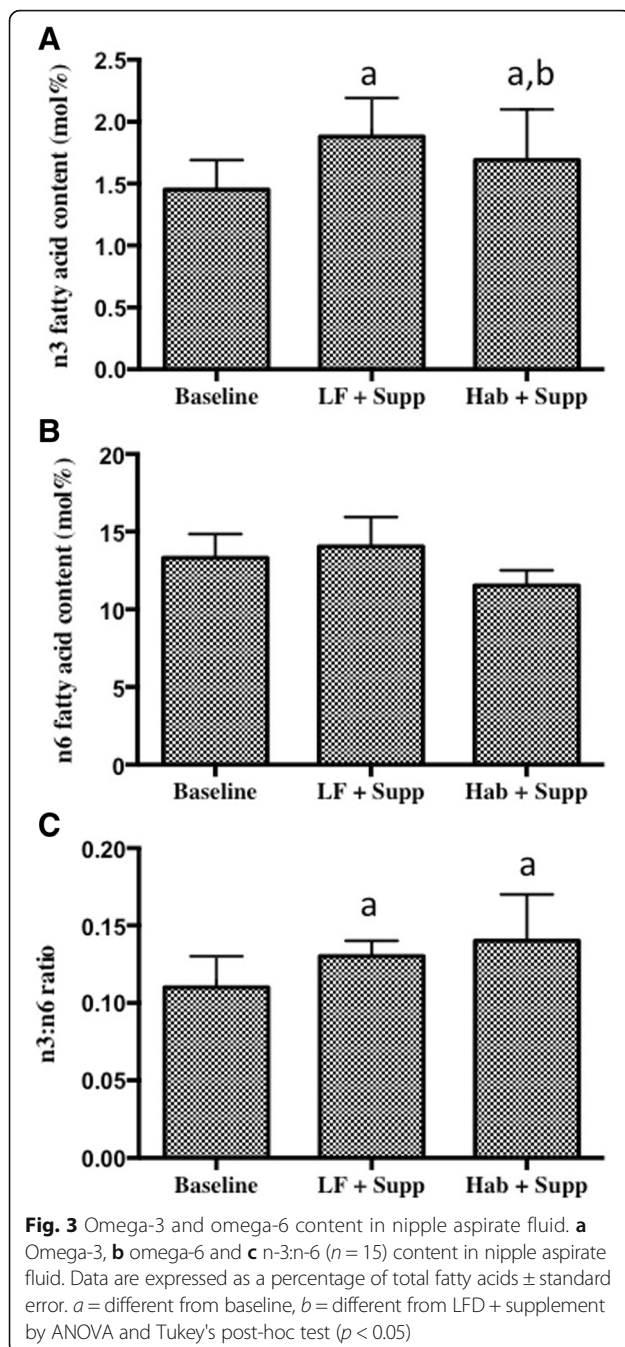 A
n3 fatty acid content (mol%)
2.5
2.0
1.5
1.0
0.5
0.0
a
a,b
Baseline LF + Supp Hab + Supp
B
n6 fatty acid content (mol%)
20
15
10
5
0
Baseline LF + Supp Hab + Supp
C
n3:n6 ratio
0.20
0.15
0.10
0.05
0.00
a
a
Baseline LF + Supp Hab + Supp
Fig. 3 Omega-3 and omega-6 content in nipple aspirate fluid. a
Omega-3, b omega-6 and c n-3:n-6 (n = 15) content in nipple aspirate
fluid. Data are expressed as a percentage of total fatty acids ± standard
error. a = different from baseline, b = different from LFD + supplement
by ANOVA and Tukey's post-hoc test (p < 0.05)